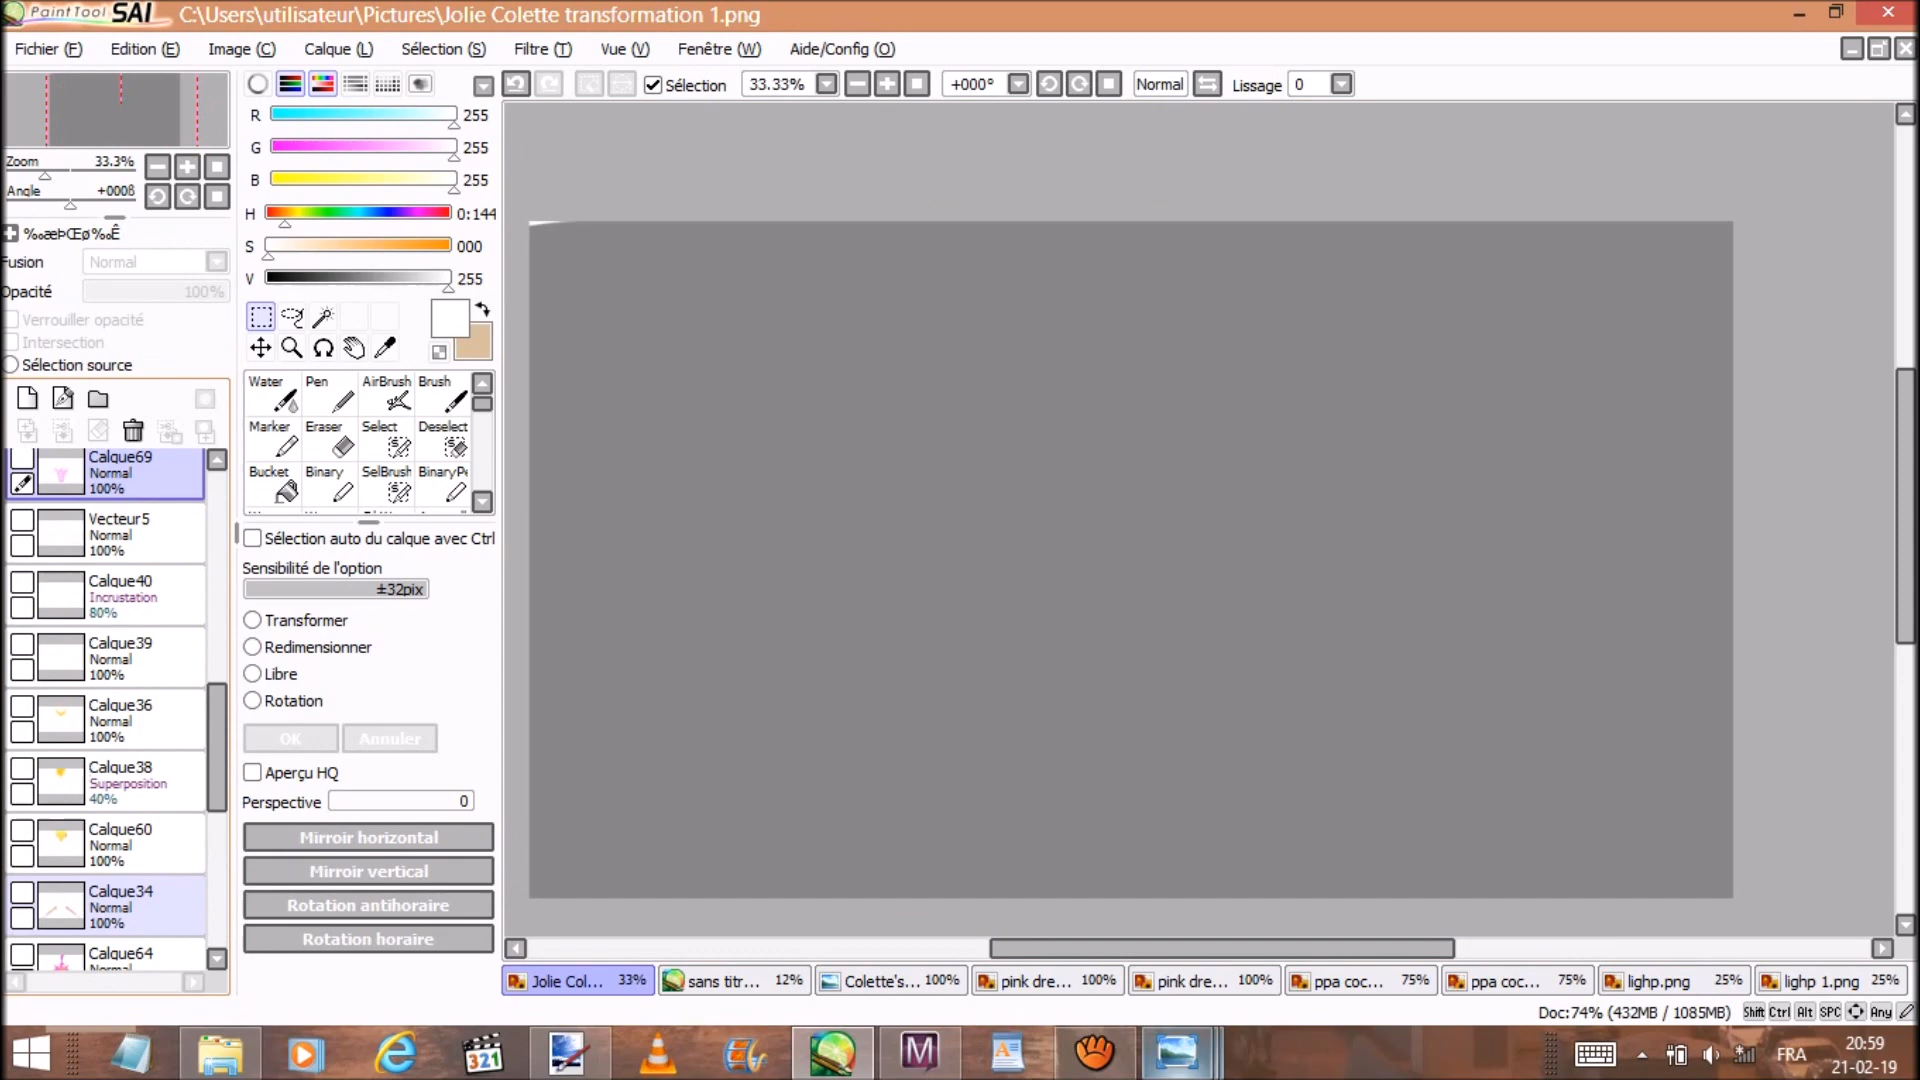 PaintTool SAI C:\Users\utilisateur\Pictures\Jolie Colette transformation 1.png
Fichier (F) Edition (E) Image (C) Calque (L) Sélection (S) Filtre (T) Vue (V) Fenêtre (W) Aide/Config (O)
Sélection 33.33% +000° Normal Lissage 0
R 255
G 255
B 255
H 0:144
S 000
V 255
Zoom 33.3%
Angle +000ß
‰æÞŒø‰Ê
Fusion Normal
Opacité 100%
Verrouiller opacité
Intersection
Sélection source
Calque69
Normal
100%
Vecteur5
Normal
100%
Calque40
Incrustation
80%
Calque39
Normal
100%
Calque36
Normal
100%
Calque38
Superposition
40%
Calque60
Normal
100%
Calque34
Normal
100%
Calque64
Normal
Water Pen AirBrush Brush
Marker Eraser Select Deselect
Bucket Binary SelBrush BinaryPe
Sélection auto du calque avec Ctrl
Sensibilité de l'option
±32pix
Transformer
Redimensionner
Libre
Rotation
OK Annuler
Aperçu HQ
Perspective 0
Mirroir horizontal
Mirroir vertical
Rotation antihoraire
Rotation horaire
Jolie Col... 33% sans titr... 12% Colette's... 100% pink dre... 100% pink dre... 100% ppa coc... 75% ppa coc... 75% lighp.png 25% lighp 1.png 25%
Doc:74% (432MB / 1085MB) Shift Ctrl Alt SPC Any
321 M A FRA 20:59
21-02-19